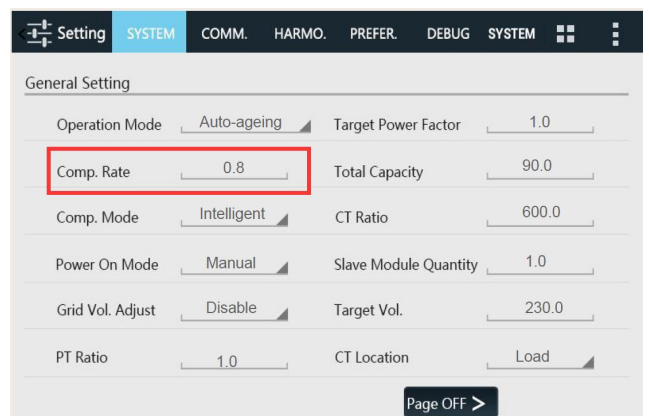 Setting SYSTEM COMM. HARMO. PREFER. DEBUG SYSTEM
General Setting
Operation Mode Auto-ageing Target Power Factor 1.0
Comp. Rate 0.8 Total Capacity 90.0
Comp. Mode Intelligent CT Ratio 600.0
Power On Mode Manual Slave Module Quantity 1.0
Grid Vol. Adjust Disable Target Vol. 230.0
PT Ratio 1.0 CT Location Load
Page OFF >